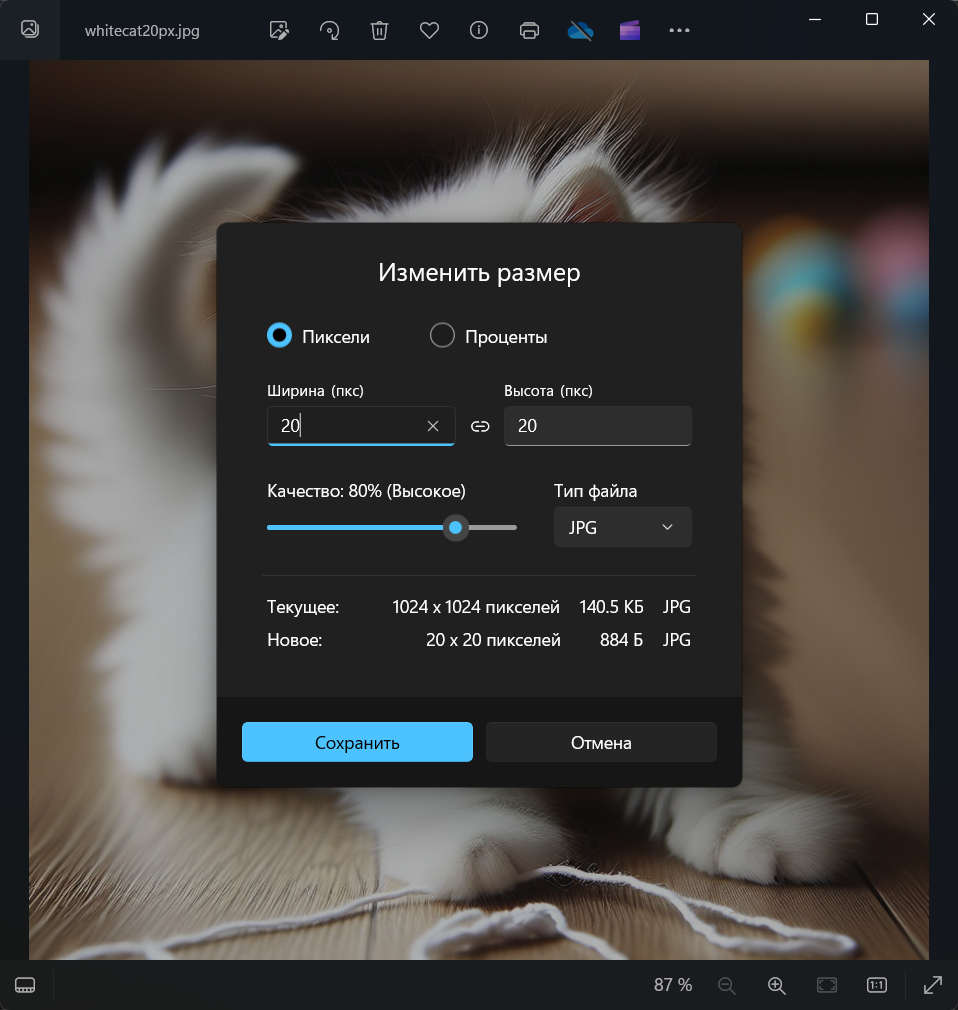 whitecat20px.jpg
Изменить размер
Пиксели Проценты
Ширина (пкс) Высота (пкс)
20 20
Качество: 80% (Высокое) Тип файла
JPG
Текущее: 1024 x 1024 пикселей 140.5 КБ JPG
Новое: 20 x 20 пикселей 884 Б JPG
Сохранить Отмена
87 % 1:1